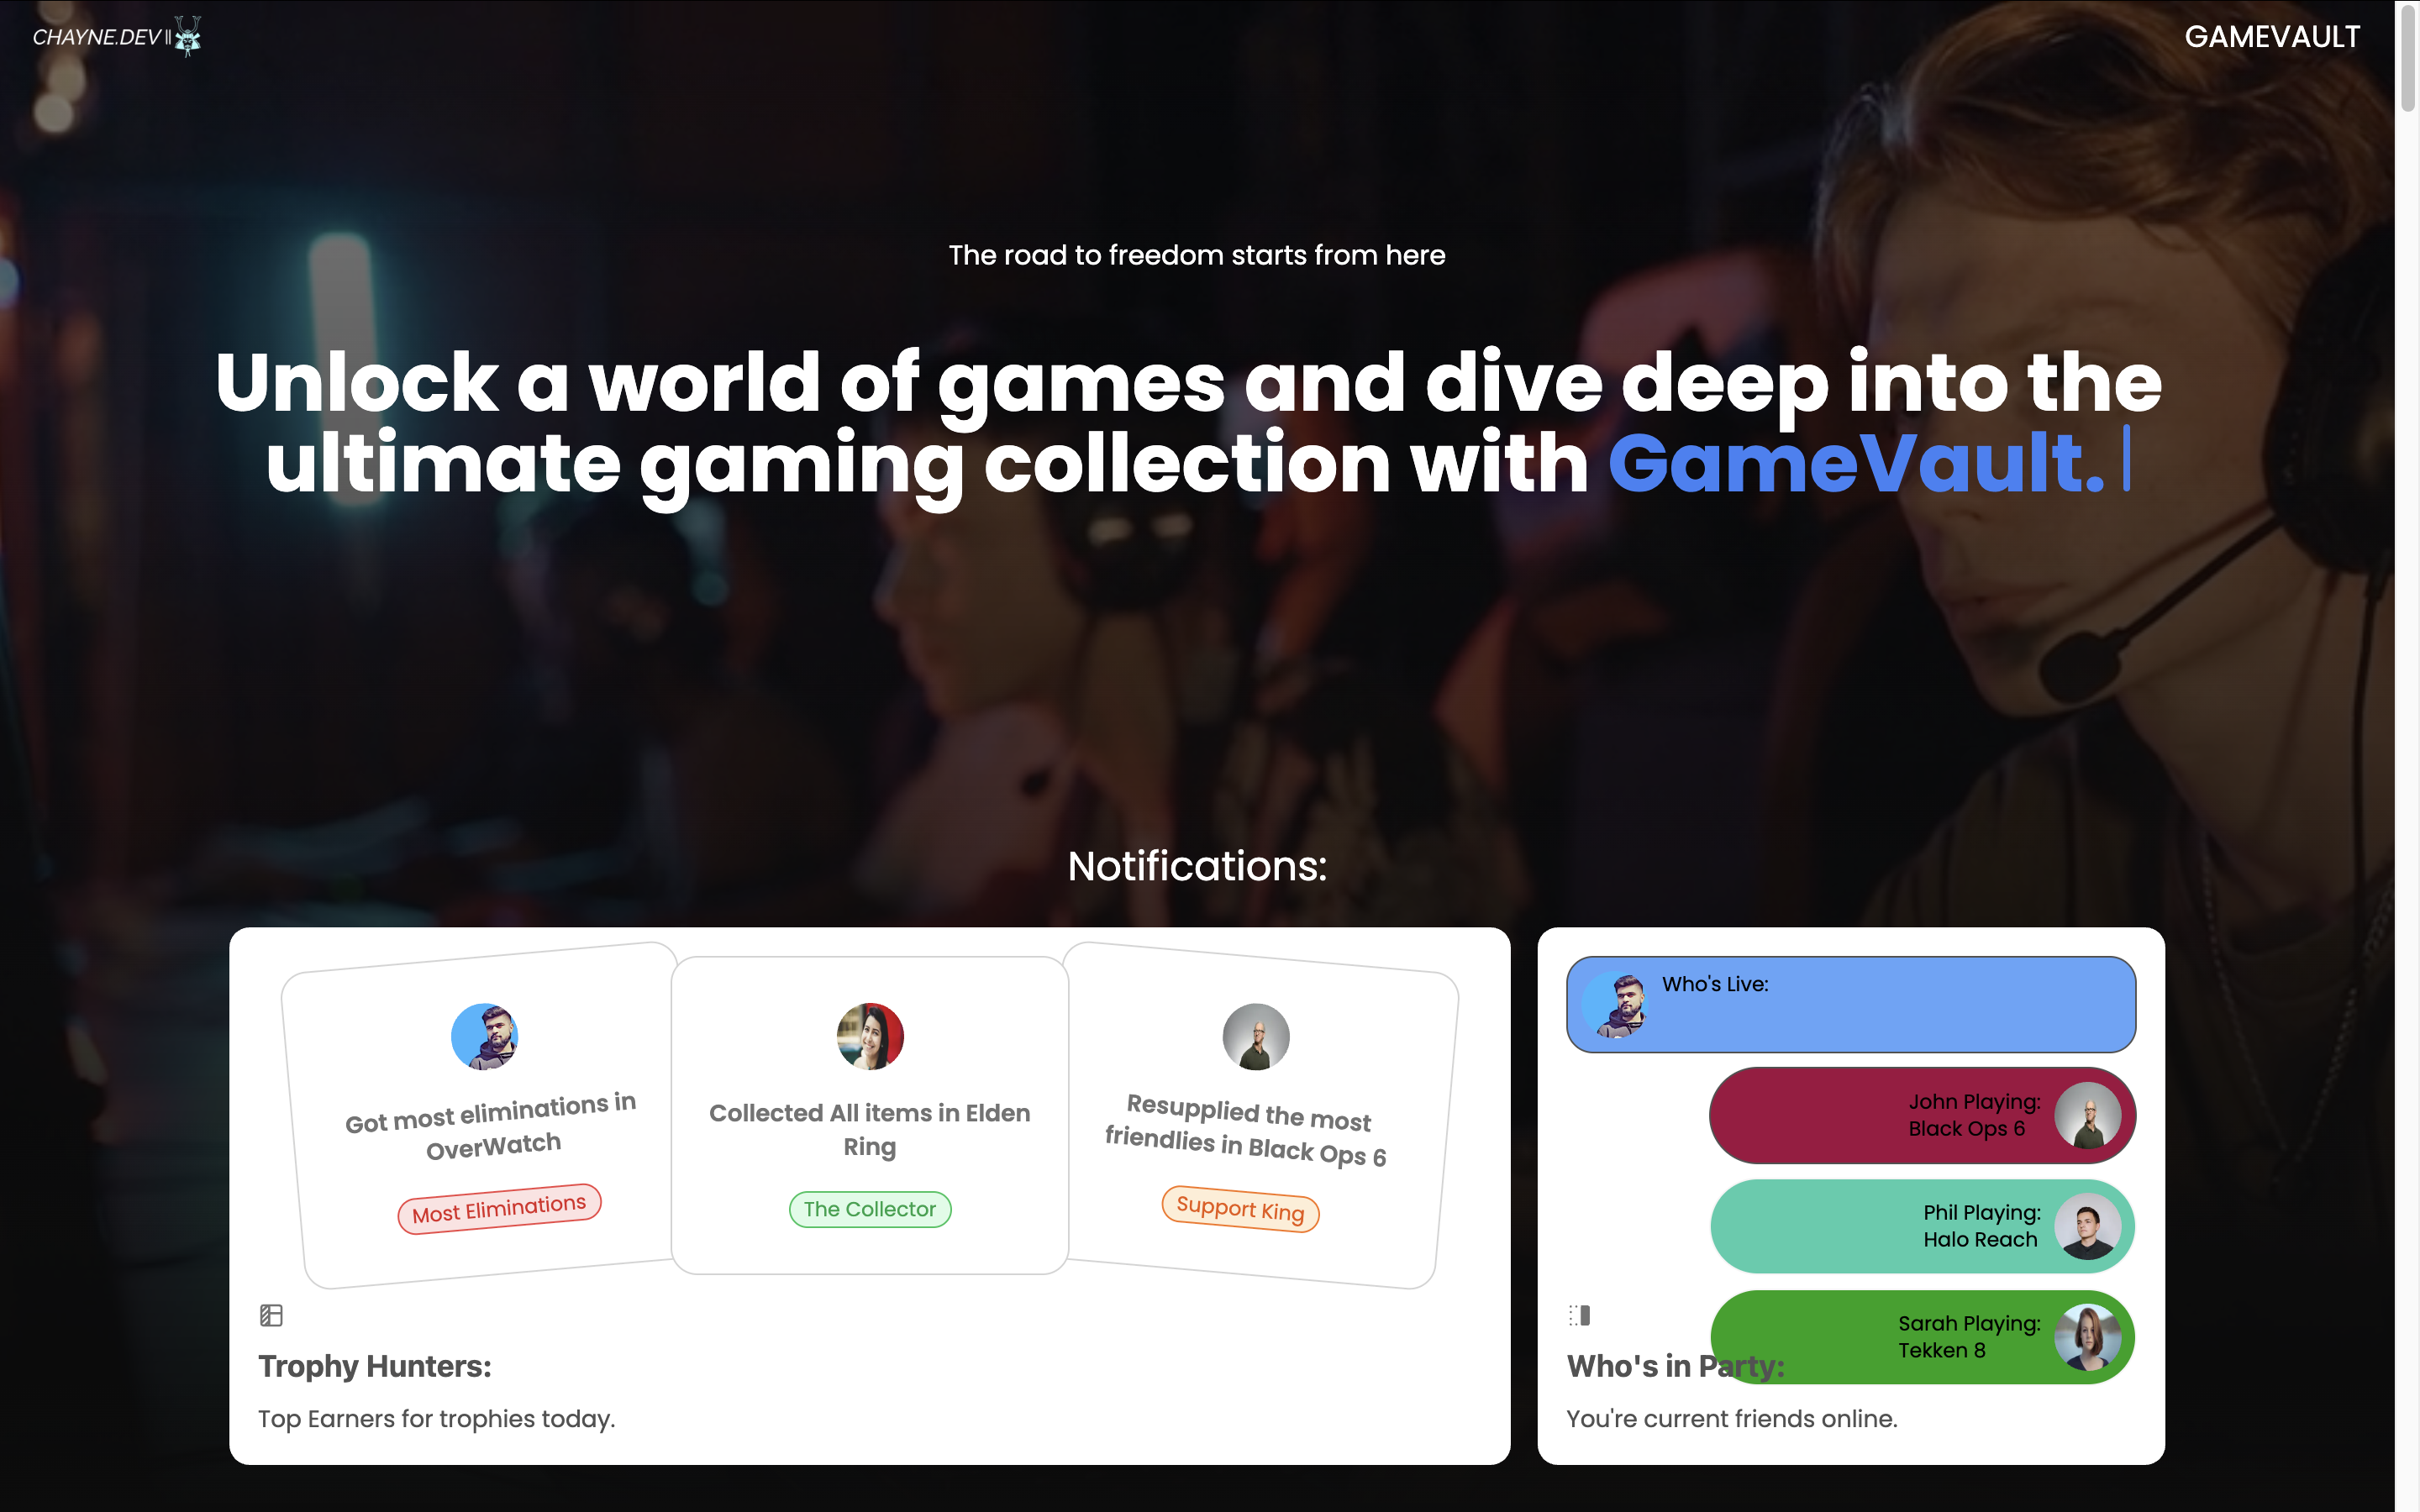 CHAYNE.DEV ||
GAMEVAULT
The road to freedom starts from here
Unlock a world of games and dive deep into the
ultimate gaming collection with GameVault.
Notifications:
Got most eliminations in
OverWatch
Most Eliminations
Collected All items in Elden
Ring
The Collector
Resupplied the most
friendlies in Black Ops 6
Support King
Trophy Hunters:
Top Earners for trophies today.
Who's Live:
John Playing:
Black Ops 6
Phil Playing:
Halo Reach
Sarah Playing:
Tekken 8
Who's in Party:
You're current friends online.